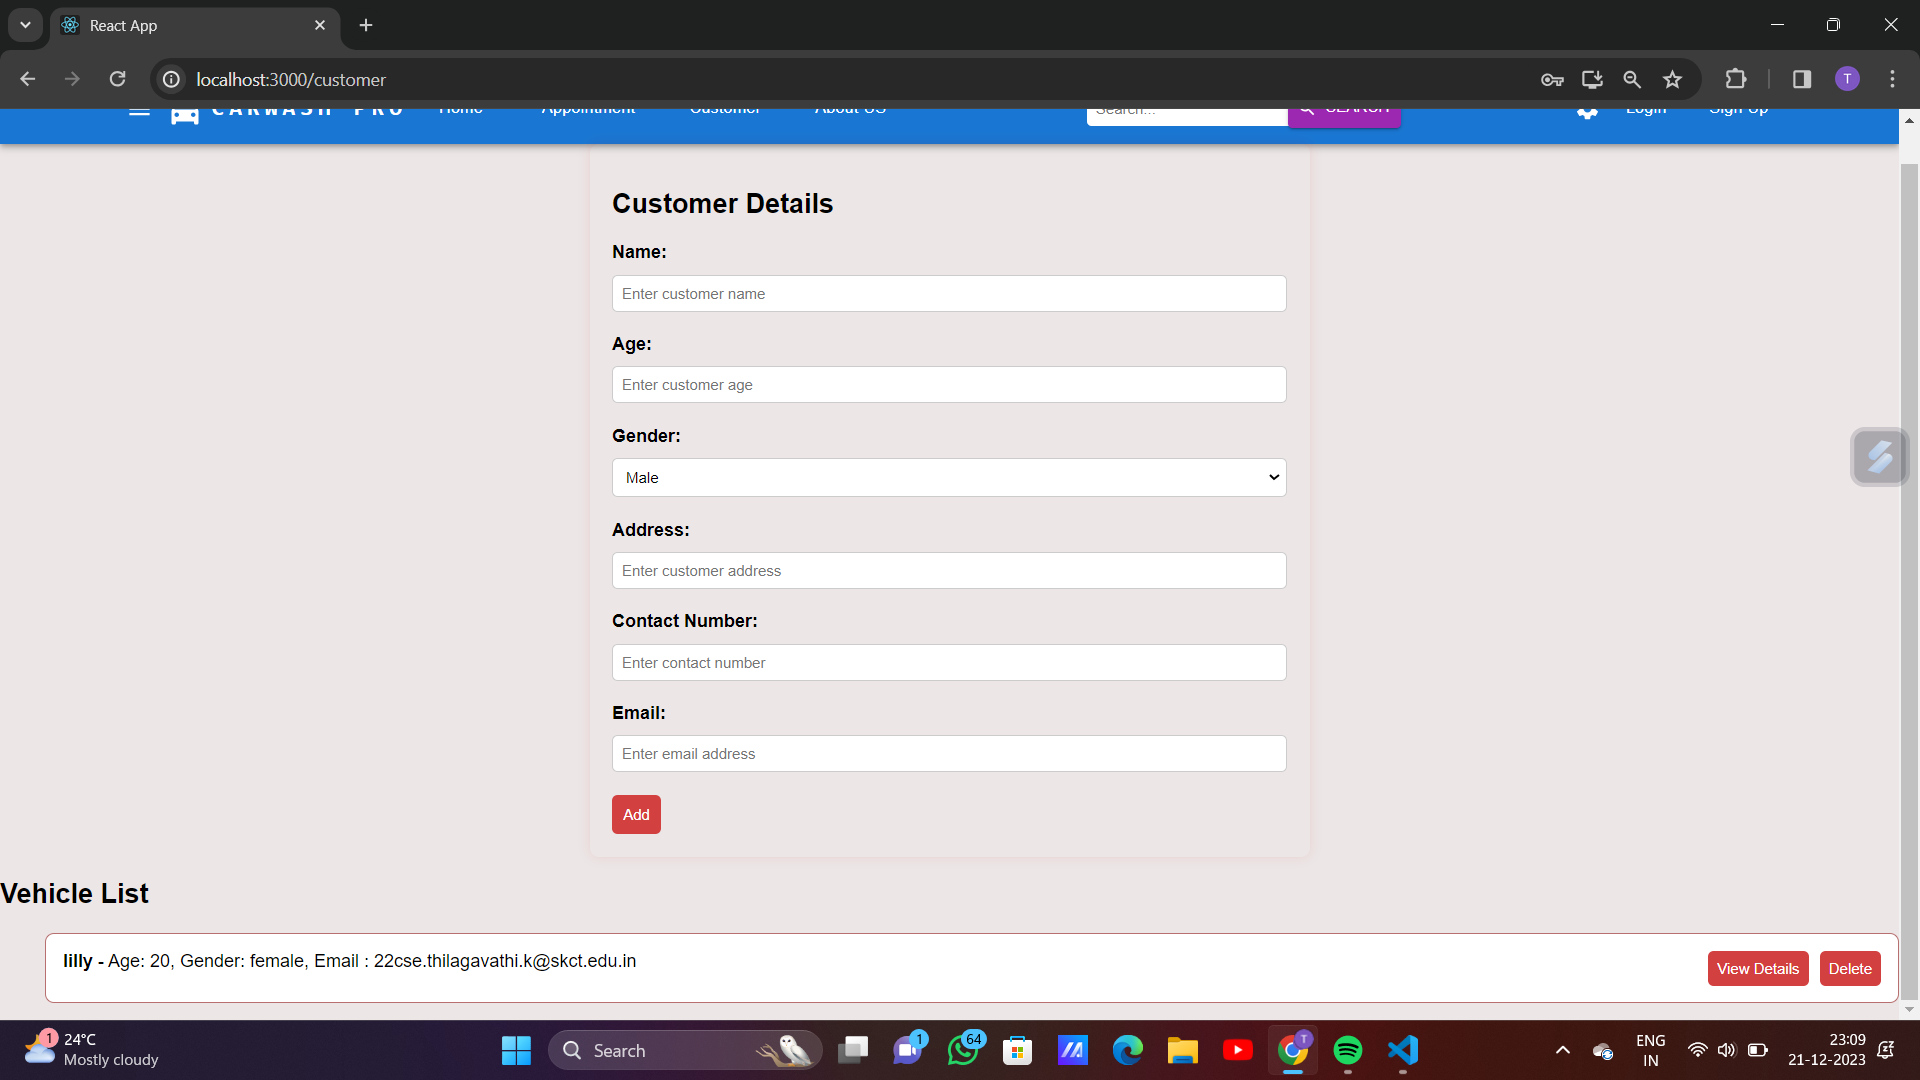 React App
localhost:3000/customer
T
CARWASH PRO Home Appointment Customer About US Search... SEARCH Login Sign Up
Customer Details
Name:
Enter customer name
Age:
Enter customer age
Gender:
Male
Address:
Enter customer address
Contact Number:
Enter contact number
Email:
Enter email address
Add
Vehicle List
lilly - Age: 20, Gender: female, Email : 22cse.thilagavathi.k@skct.edu.in
View Details Delete
1
24°C
Mostly cloudy
Search
1
64
T
ENG
IN
23:09
21-12-2023